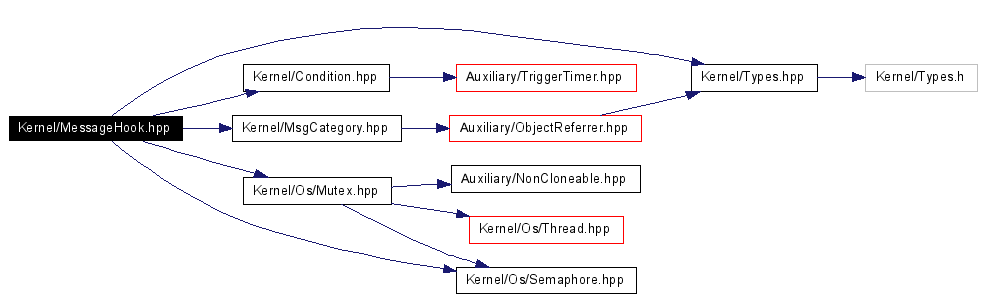 Kernel/Condition.hpp
Auxiliary/TriggerTimer.hpp
Kernel/Types.hpp
Kernel/Types.h
Kernel/MessageHook.hpp
Kernel/MsgCategory.hpp
Auxiliary/ObjectReferrer.hpp
Kernel/Os/Mutex.hpp
Auxiliary/NonCloneable.hpp
Kernel/Os/Thread.hpp
Kernel/Os/Semaphore.hpp